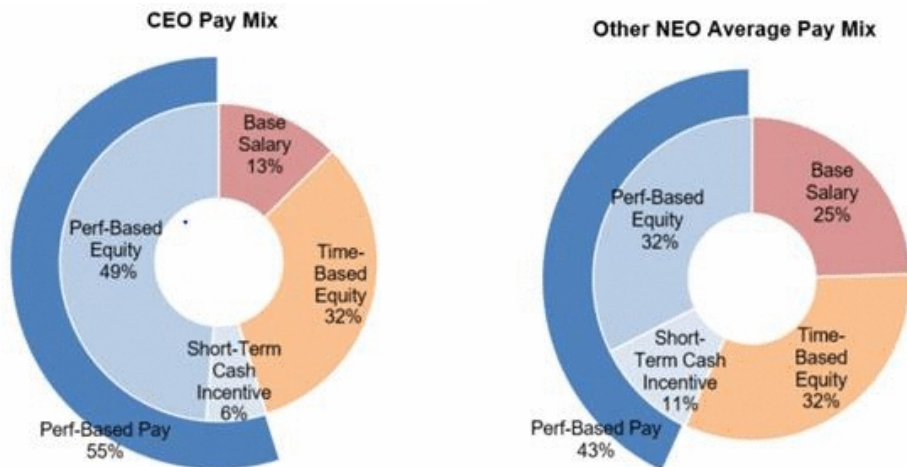 CEO Pay Mix
Base
Salary
13%
Perf-Based
Equity
49%
Time-
Based
Equity
32%
Short-Term
Cash
Incentive
6%
Perf-Based Pay
55%
Other NEO Average Pay Mix
Base
Salary
25%
Perf-Based
Equity
32%
Short-
Term Cash
Incentive
11%
Time-
Based
Equity
32%
Perf-Based Pay
43%